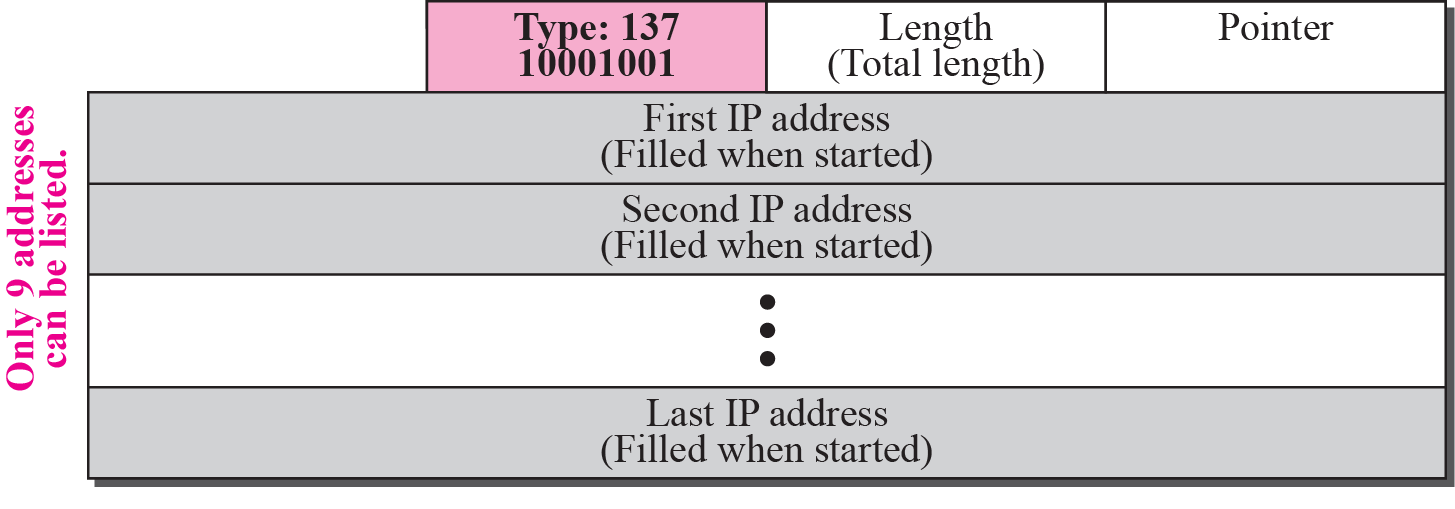 Type: 137
10001001
Length
(Total length)
Pointer
Only 9 addresses
can be listed.
First IP address
(Filled when started)
Second IP address
(Filled when started)
Last IP address
(Filled when started)